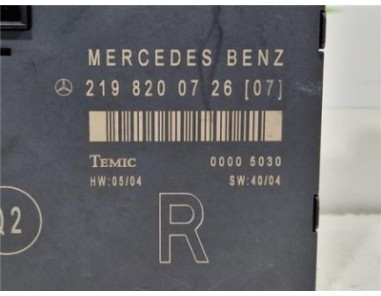 MERCEDES BENZ
219 820 07 26 [07]
TEMIC 0000 5030
HW:05/04 SW:40/04
Q2
R